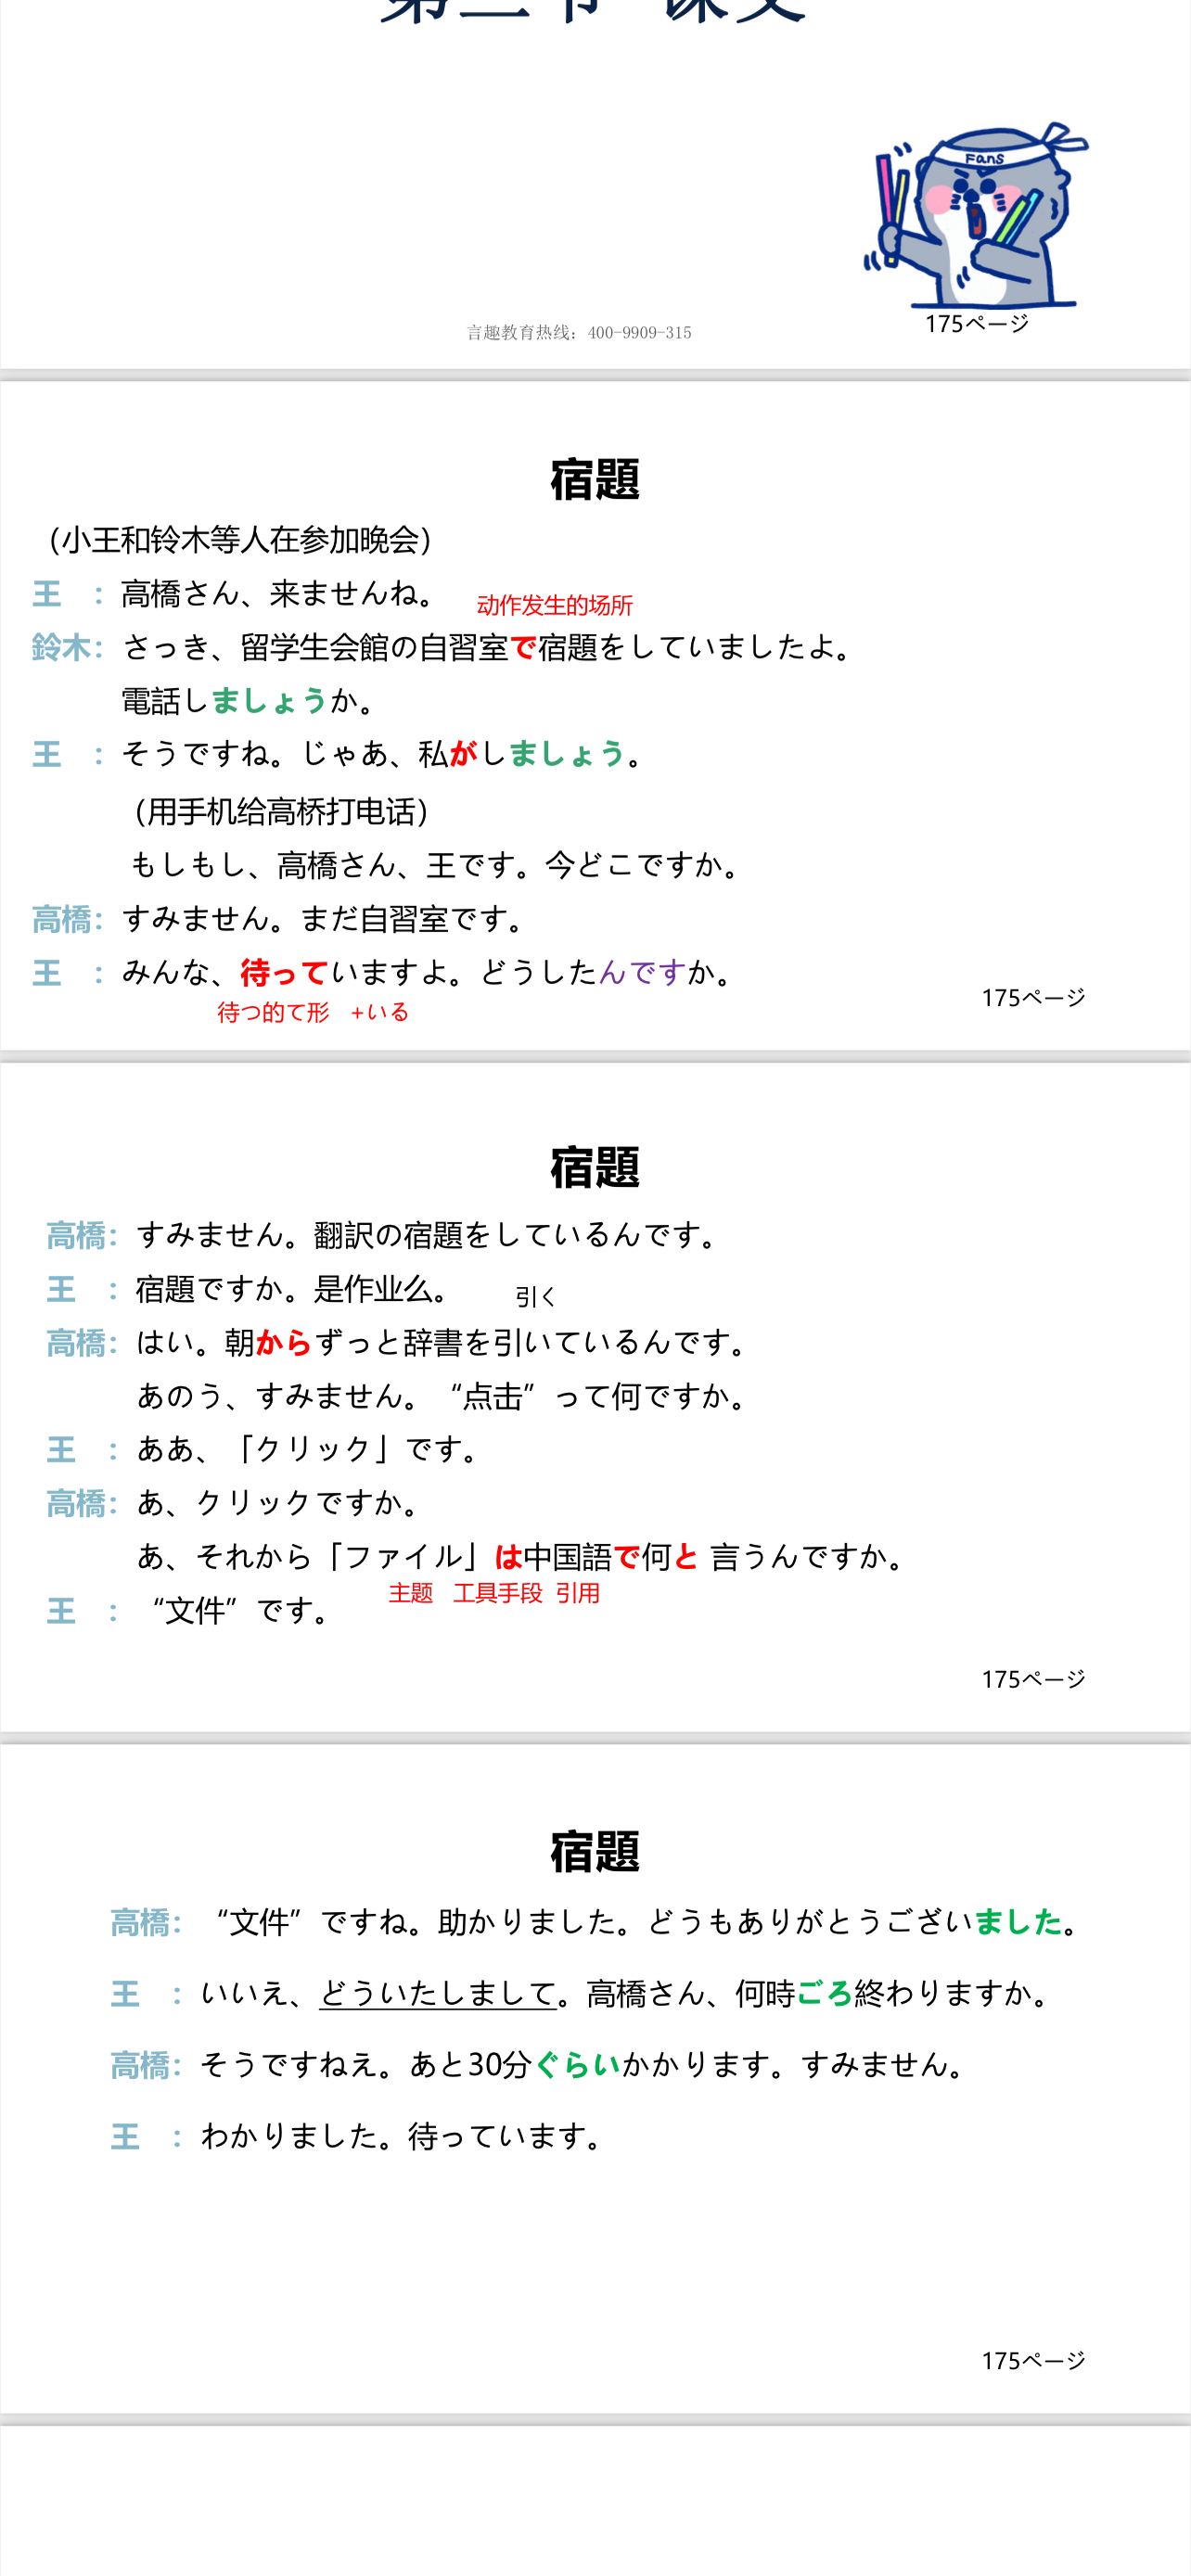 第三节 课文
Fans
175ページ
言趣教育热线：400-9909-315
宿題
（小王和铃木等人在参加晚会）
王　：高橋さん、来ませんね。
动作发生的场所
鈴木：さっき、留学生会館の自習室で宿題をしていましたよ。
電話しましょうか。
王　：そうですね。じゃあ、私がしましょう。
（用手机给高桥打电话）
もしもし、高橋さん、王です。今どこですか。
高橋：すみません。まだ自習室です。
王　：みんな、待っていますよ。どうしたんですか。
待つ的て形　+いる
175ページ
宿題
高橋：すみません。翻訳の宿題をしているんです。
王　：宿題ですか。是作业么。
引く
高橋：はい。朝からずっと辞書を引いているんです。
あのう、すみません。“点击”って何ですか。
王　：ああ、「クリック」です。
高橋：あ、クリックですか。
あ、それから「ファイル」は中国語で何と 言うんですか。
主题　工具手段 引用
王　：“文件”です。
175ページ
宿題
高橋：“文件”ですね。助かりました。どうもありがとうございました。
王　：いいえ、どういたしまして。高橋さん、何時ごろ終わりますか。
高橋：そうですねえ。あと30分ぐらいかかります。すみません。
王　：わかりました。待っています。
175ページ